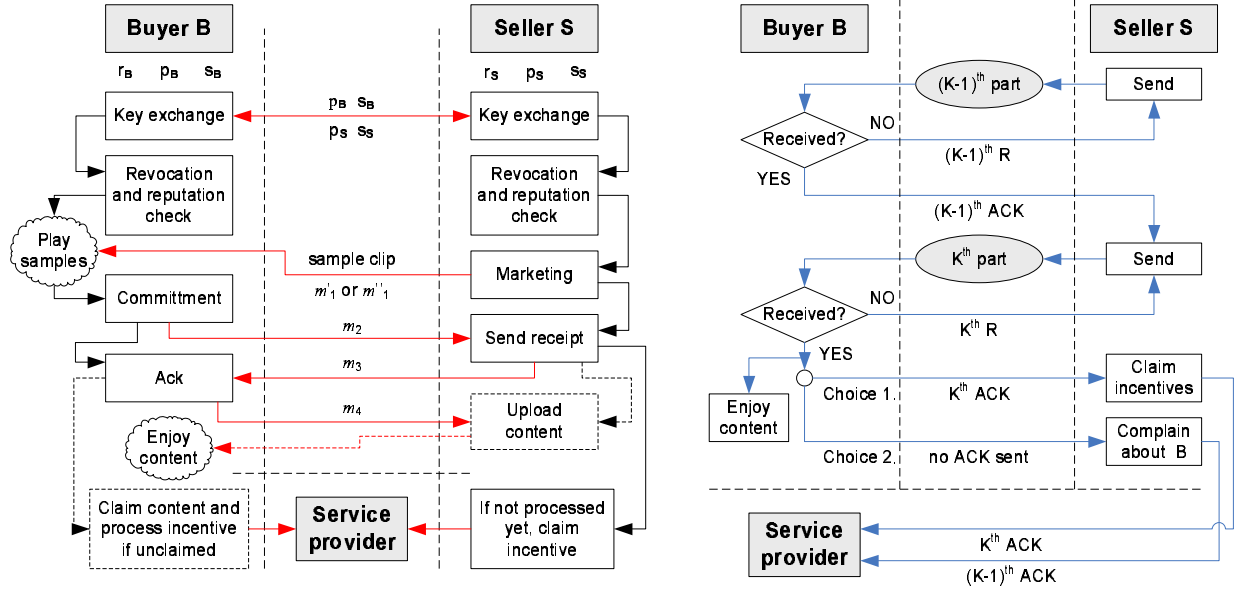 Buyer B
Seller S
rB pB sB
rS pS sS
Key exchange
pB sB
pS sS
Key exchange
Revocation
and reputation
check
Revocation
and reputation
check
Play
samples
sample clip
m'1 or m''1
Marketing
Committment
m2
Send receipt
Ack
m3
m4
Upload
content
Enjoy
content
Claim content and
process incentive
if unclaimed
Service
provider
If not processed
yet, claim
incentive
Buyer B
Seller S
(K-1)th part
Send
Received?
NO
(K-1)th R
YES
(K-1)th ACK
Kth part
Send
Received?
NO
Kth R
YES
Enjoy
content
Choice 1.
Kth ACK
Claim
incentives
Choice 2.
no ACK sent
Complain
about B
Service
provider
Kth ACK
(K-1)th ACK